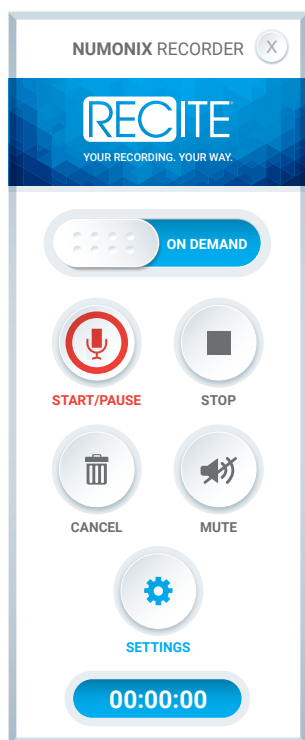 NUMONIX RECORDER X
RECITE
YOUR RECORDING. YOUR WAY.
ON DEMAND
START/PAUSE STOP
CANCEL MUTE
SETTINGS
00:00:00